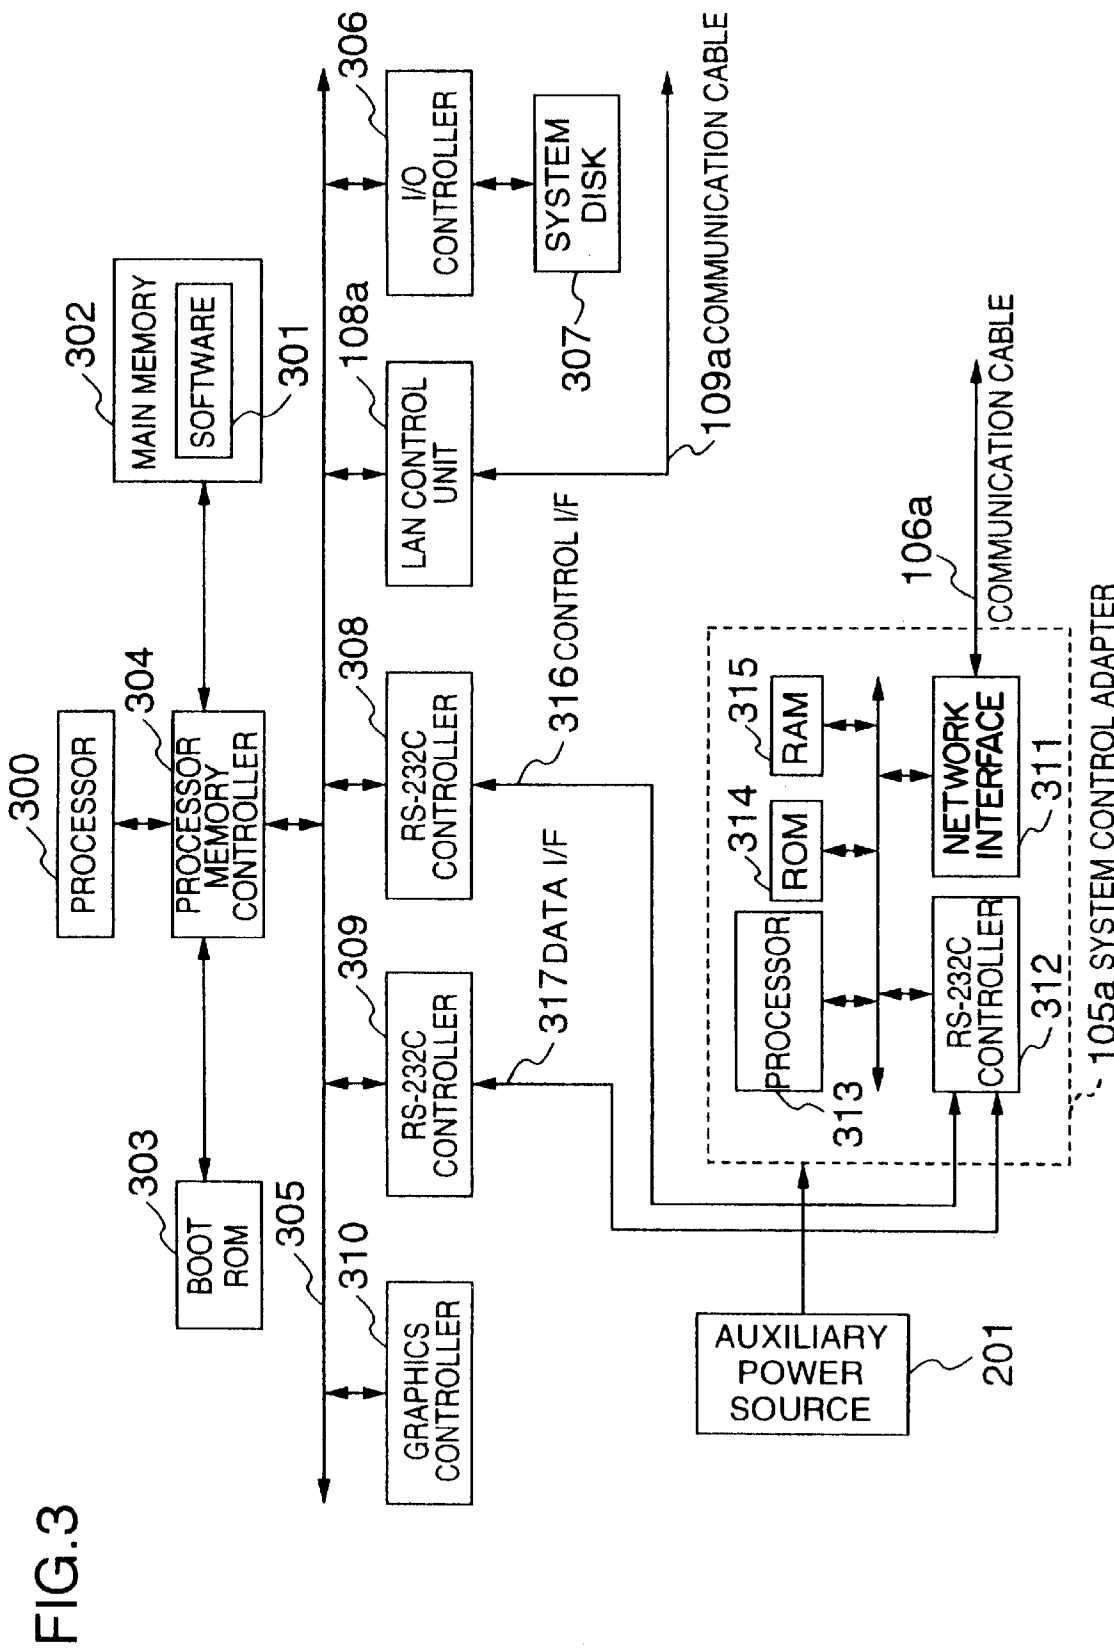 FIG.3
300
PROCESSOR
303
BOOT
ROM
304
PROCESSOR
MEMORY
CONTROLLER
302
MAIN MEMORY
SOFTWARE
301
305
310
GRAPHICS
CONTROLLER
309
RS-232C
CONTROLLER
308
RS-232C
CONTROLLER
108a
LAN CONTROL
UNIT
306
I/O
CONTROLLER
317 DATA I/F
316 CONTROL I/F
307
SYSTEM
DISK
109a COMMUNICATION CABLE
AUXILIARY
POWER
SOURCE
201
313
PROCESSOR
314
ROM
315
RAM
RS-232C
CONTROLLER
312
NETWORK
INTERFACE
311
106a
COMMUNICATION CABLE
105a SYSTEM CONTROL ADAPTER